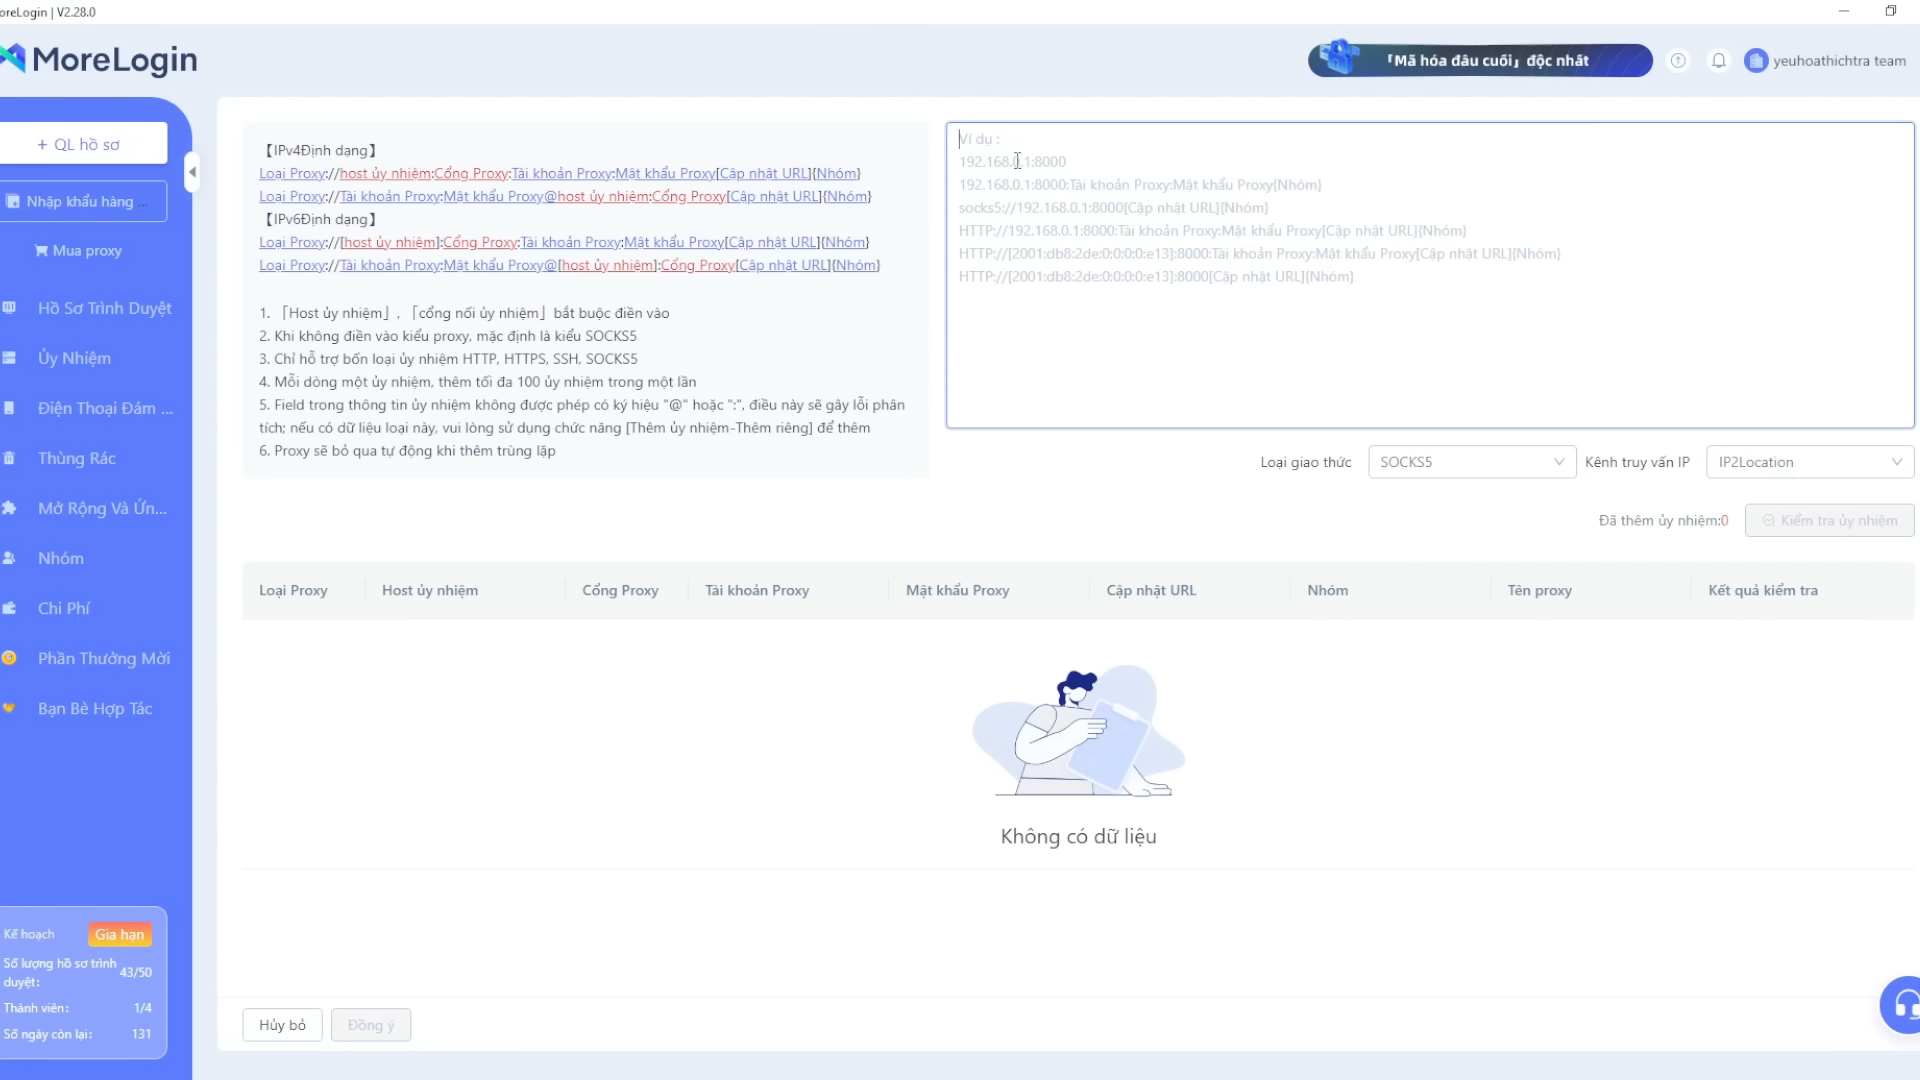 oreLogin | V2.28.0
MoreLogin
「Mã hóa đầu cuối」 độc nhất
yeuhoathichtra team
+ QL hồ sơ
Nhập khẩu hàng ...
Mua proxy
Hồ Sơ Trình Duyệt
Ủy Nhiệm
Điện Thoại Đám ...
Thùng Rác
Mở Rộng Và Ứn...
Nhóm
Chi Phí
Phần Thưởng Mời
Bạn Bè Hợp Tác
Kế hoạch
Gia hạn
Số lượng hồ sơ trình duyệt:
43/50
Thành viên:
1/4
Số ngày còn lại:
131
【IPv4Định dạng】
Loại Proxy://host ủy nhiệm:Cổng Proxy:Tài khoản Proxy:Mật khẩu Proxy[Cập nhật URL]{Nhóm}
Loại Proxy://Tài khoản Proxy:Mật khẩu Proxy@host ủy nhiệm:Cổng Proxy[Cập nhật URL]{Nhóm}
【IPv6Định dạng】
Loại Proxy://[host ủy nhiệm]:Cổng Proxy:Tài khoản Proxy:Mật khẩu Proxy[Cập nhật URL]{Nhóm}
Loại Proxy://Tài khoản Proxy:Mật khẩu Proxy@[host ủy nhiệm]:Cổng Proxy[Cập nhật URL]{Nhóm}
1. 「Host ủy nhiệm」, 「cổng nối ủy nhiệm」 bắt buộc điền vào
2. Khi không điền vào kiểu proxy, mặc định là kiểu SOCKS5
3. Chỉ hỗ trợ bốn loại ủy nhiệm HTTP, HTTPS, SSH, SOCKS5
4. Mỗi dòng một ủy nhiệm, thêm tối đa 100 ủy nhiệm trong một lần
5. Field trong thông tin ủy nhiệm không được phép có ký hiệu "@" hoặc ":", điều này sẽ gây lỗi phân
tích; nếu có dữ liệu loại này, vui lòng sử dụng chức năng [Thêm ủy nhiệm-Thêm riêng] để thêm
6. Proxy sẽ bỏ qua tự động khi thêm trùng lặp
Ví dụ :
192.168.0.1:8000
192.168.0.1:8000:Tài khoản Proxy:Mật khẩu Proxy{Nhóm}
socks5://192.168.0.1:8000[Cập nhật URL]{Nhóm}
HTTP://192.168.0.1:8000:Tài khoản Proxy:Mật khẩu Proxy[Cập nhật URL]{Nhóm}
HTTP://[2001:db8:2de:0:0:0:0:e13]:8000:Tài khoản Proxy:Mật khẩu Proxy[Cập nhật URL]{Nhóm}
HTTP://[2001:db8:2de:0:0:0:0:e13]:8000[Cập nhật URL]{Nhóm}
Loại giao thức
SOCKS5
Kênh truy vấn IP
IP2Location
Đã thêm ủy nhiệm:0
Kiểm tra ủy nhiệm
Loại Proxy
Host ủy nhiệm
Cổng Proxy
Tài khoản Proxy
Mật khẩu Proxy
Cập nhật URL
Nhóm
Tên proxy
Kết quả kiểm tra
Không có dữ liệu
Hủy bỏ
Đồng ý